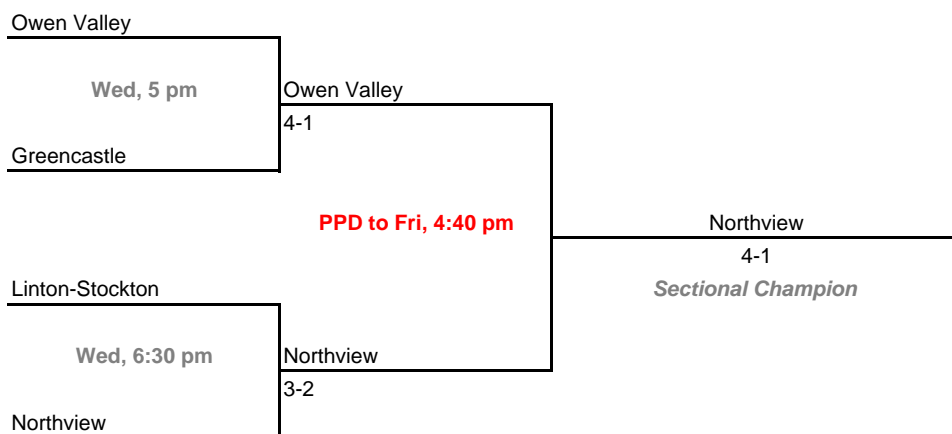 Owen Valley
Wed, 5 pm
Owen Valley
4-1
Greencastle
PPD to Fri, 4:40 pm
Northview
4-1
Sectional Champion
Linton-Stockton
Wed, 6:30 pm
Northview
3-2
Northview